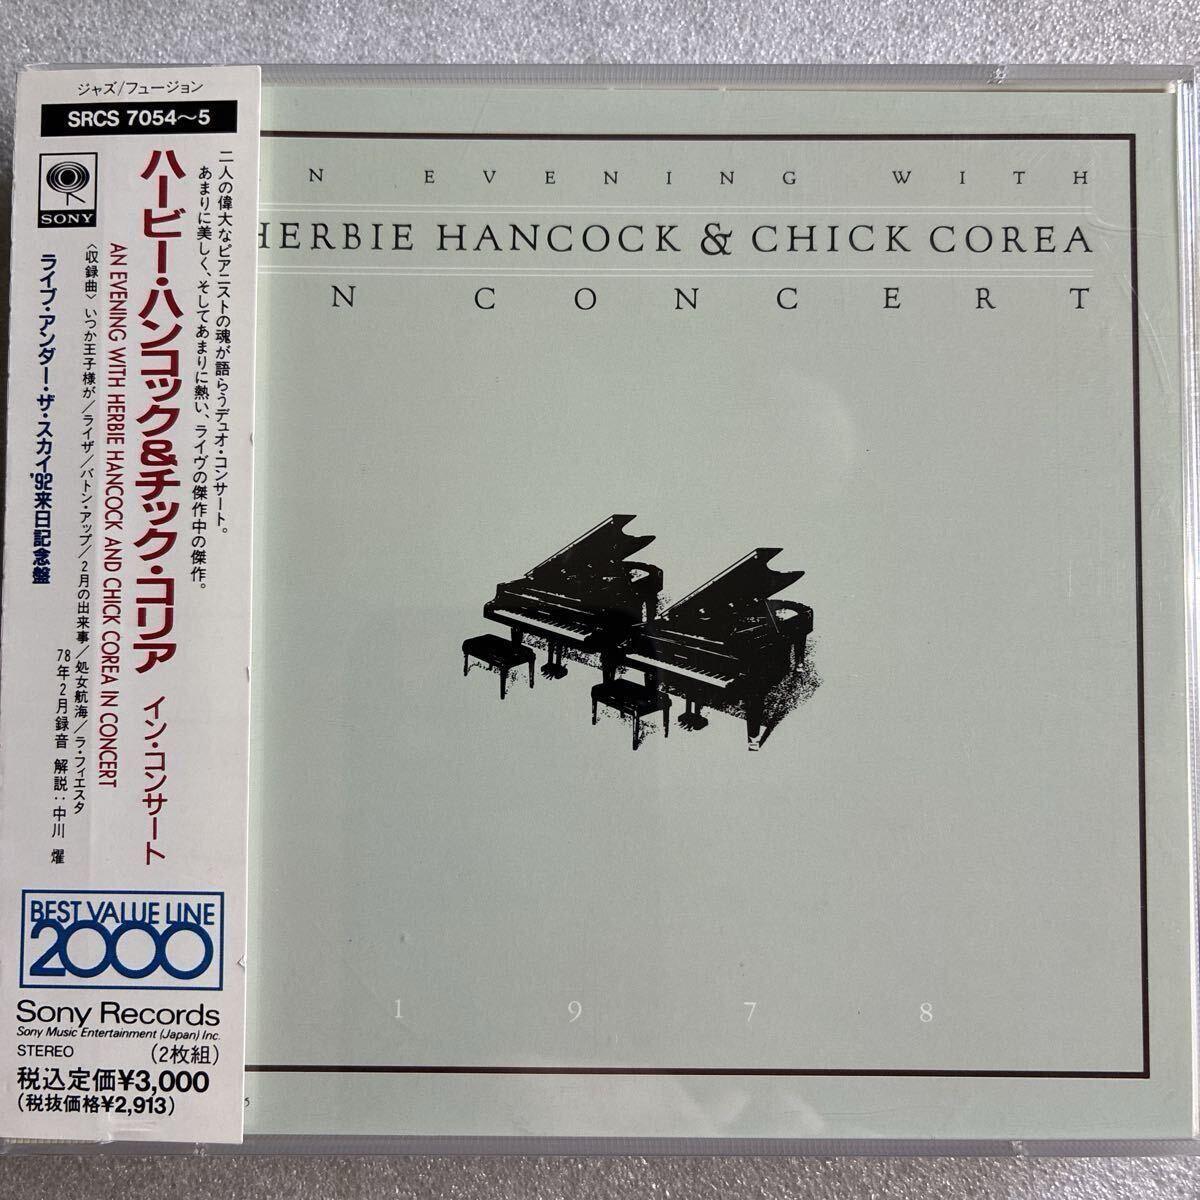 ジャズ/フュージョン
SRCS 7054～5
二人の偉大なピアニストの魂が語らうデュオ・コンサート。
あまりに美しく、そしてあまりに熱い、ライヴの傑作中の傑作。
ハービー・ハンコック&チック・コリア イン・コンサート
AN EVENING WITH HERBIE HANCOCK AND CHICK COREA IN CONCERT
〈収録曲〉いつか王子様が/ライザ/バトン・アップ/2月の出来事/処女航海/ラ・フィエスタ
78年2月録音 解説：中川 燿
SONY
ライブ・アンダー・ザ・スカイ'92来日記念盤
BEST VALUE LINE
2000
Sony Records
Sony Music Entertainment (Japan) Inc.
STEREO (2枚組)
税込定価¥3,000
(税抜価格¥2,913)
N EVENING WITH
HERBIE HANCOCK & CHICK COREA
N CONCERT
1978
5